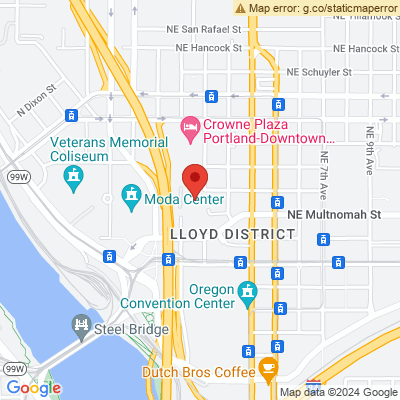 Map error: g.co/staticmaperror
NE San Rafael St
NE Tillamook St
NE Hancock St
NE Hancock St
NE Schuyler St
N Dixon St
Crowne Plaza
Portland-Downtown...
Veterans Memorial
Coliseum
NE 7th Ave
NE 9th Ave
99W
Moda Center
NE Multnomah St
LLOYD DISTRICT
Oregon
Convention Center
Steel Bridge
99W
Dutch Bros Coffee
Google
Map data ©2024 Google